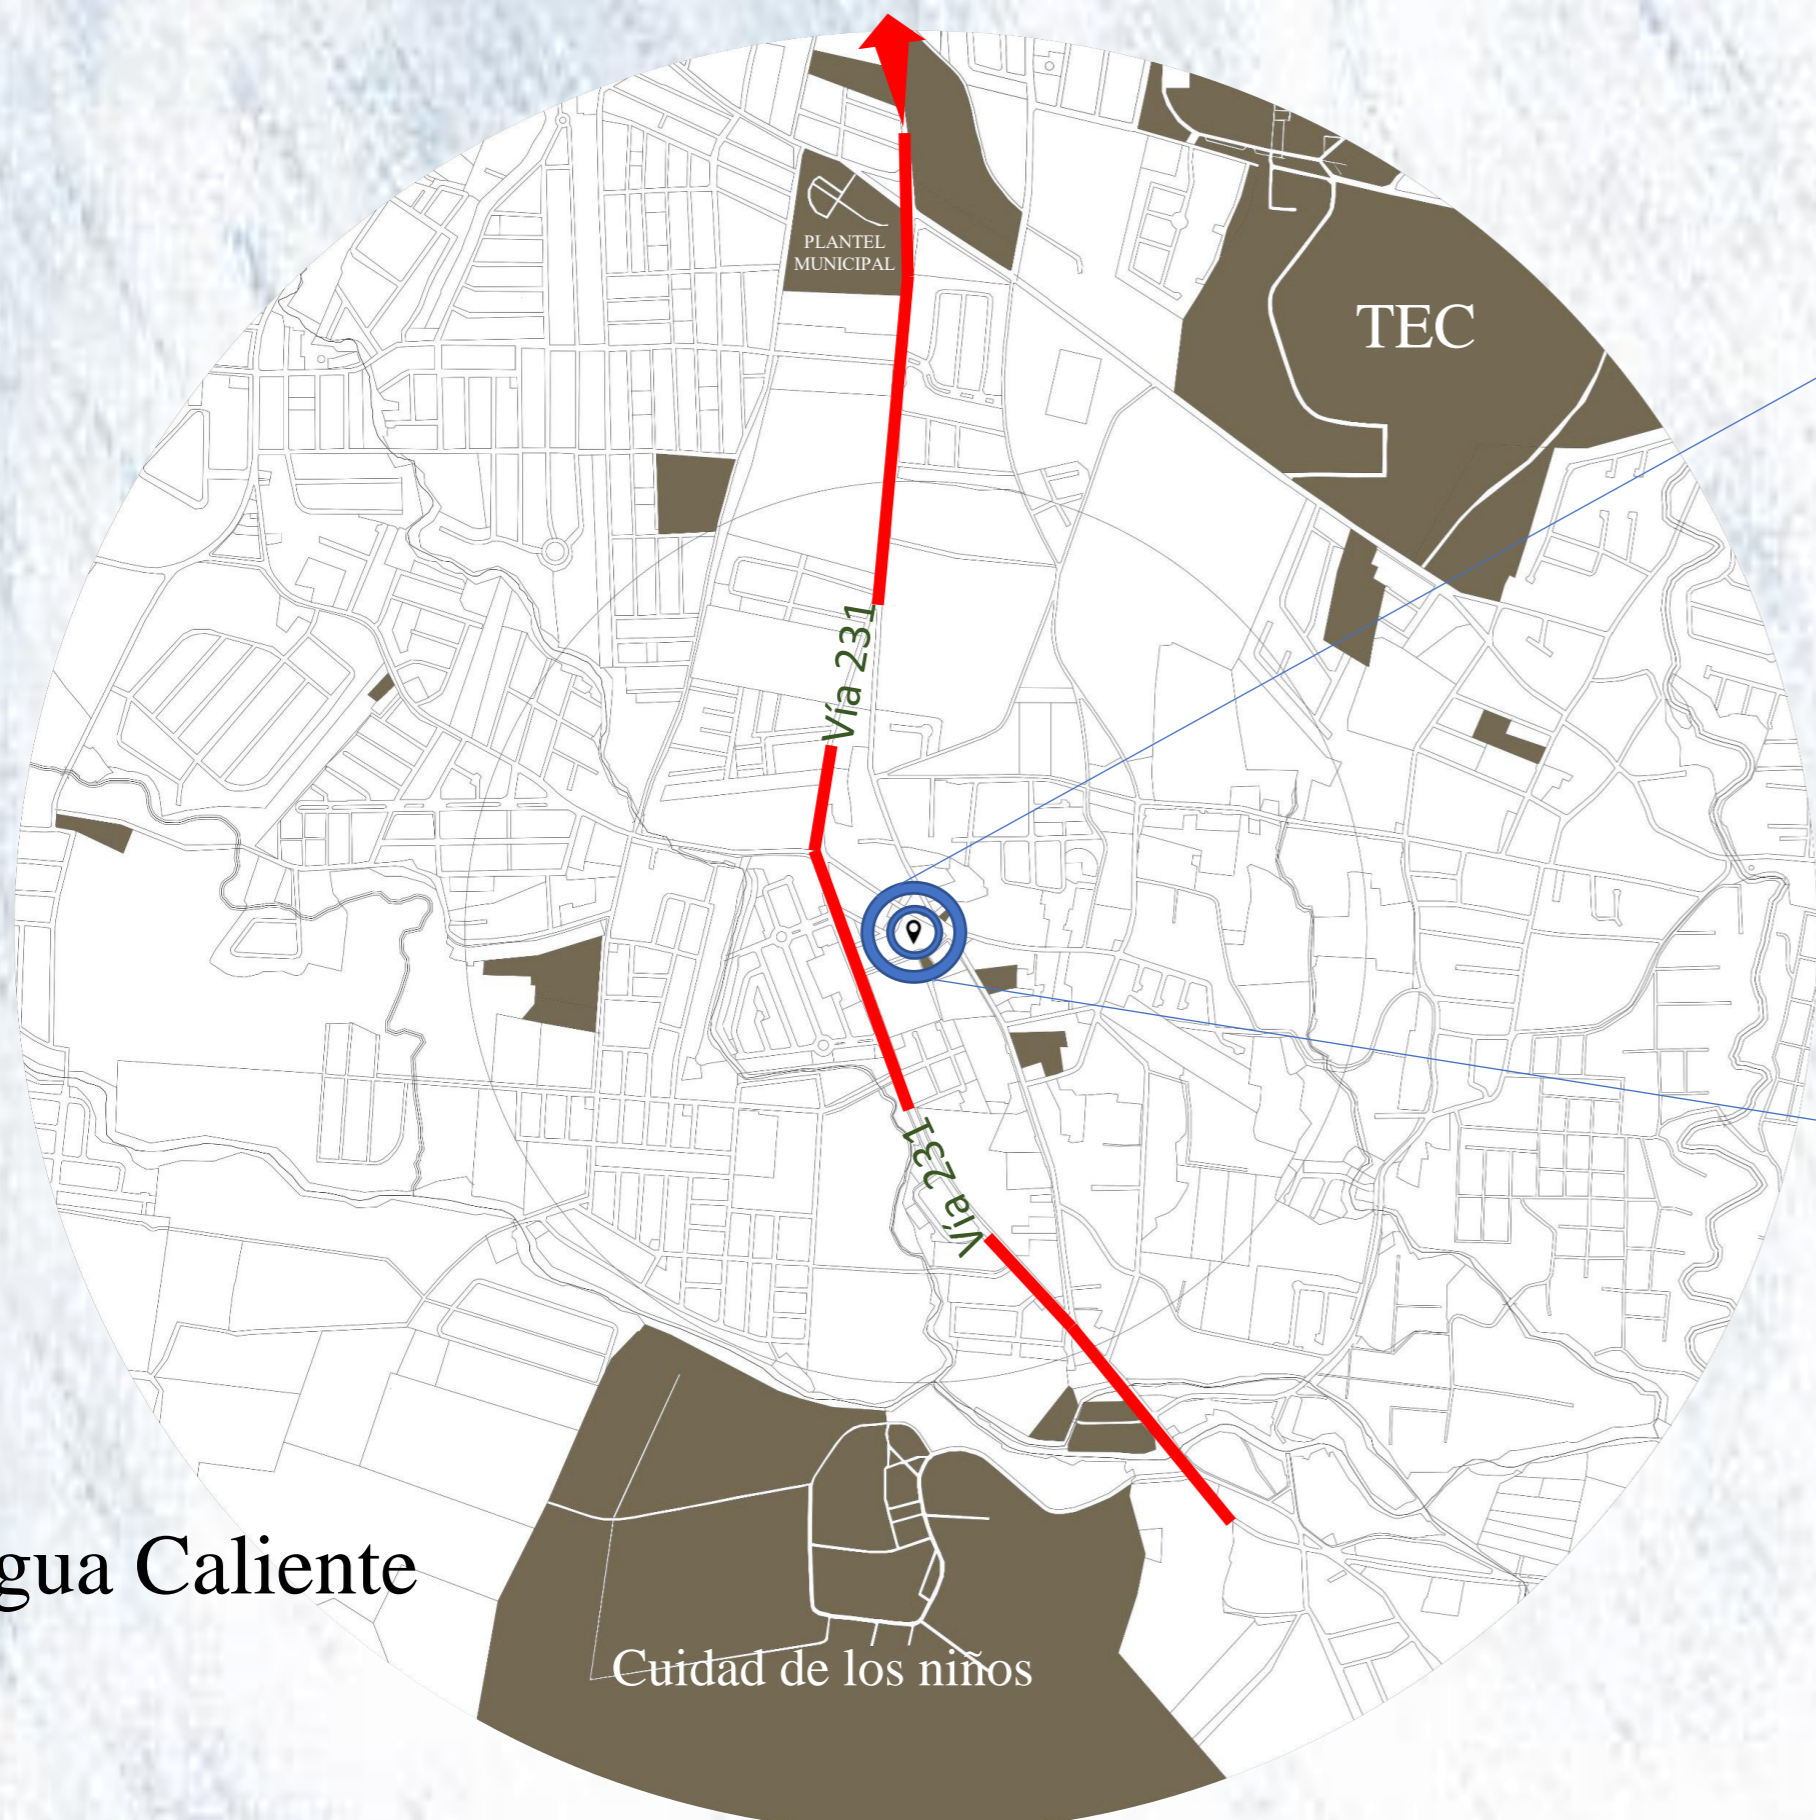 PLANTEL
MUNICIPAL
TEC
Vía 231
Vía 231
gua Caliente
Cuidad de los niños